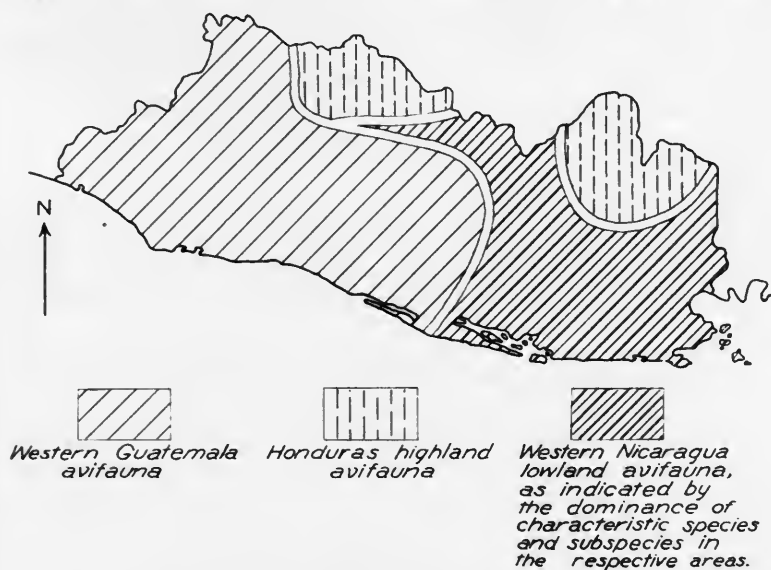 N
Western Guatemala
avifauna
Honduras highland
avifauna
Western Nicaragua
lowland avifauna,
as indicated by
the dominance of
characteristic species
and subspecies in
the respective areas.